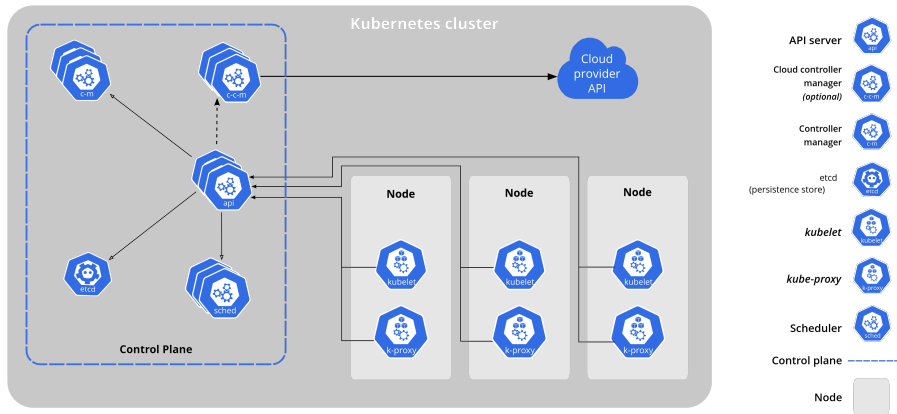 Kubernetes cluster
c-m
c-c-m
Cloud
provider
API
api
etcd
sched
Control Plane
Node
Node
Node
kubelet
kubelet
kubelet
k-proxy
k-proxy
k-proxy
API server
api
Cloud controller
manager
(optional)
c-c-m
Controller
manager
c-m
etcd
(persistence store)
etcd
kubelet
kubelet
kube-proxy
k-proxy
Scheduler
sched
Control plane
Node